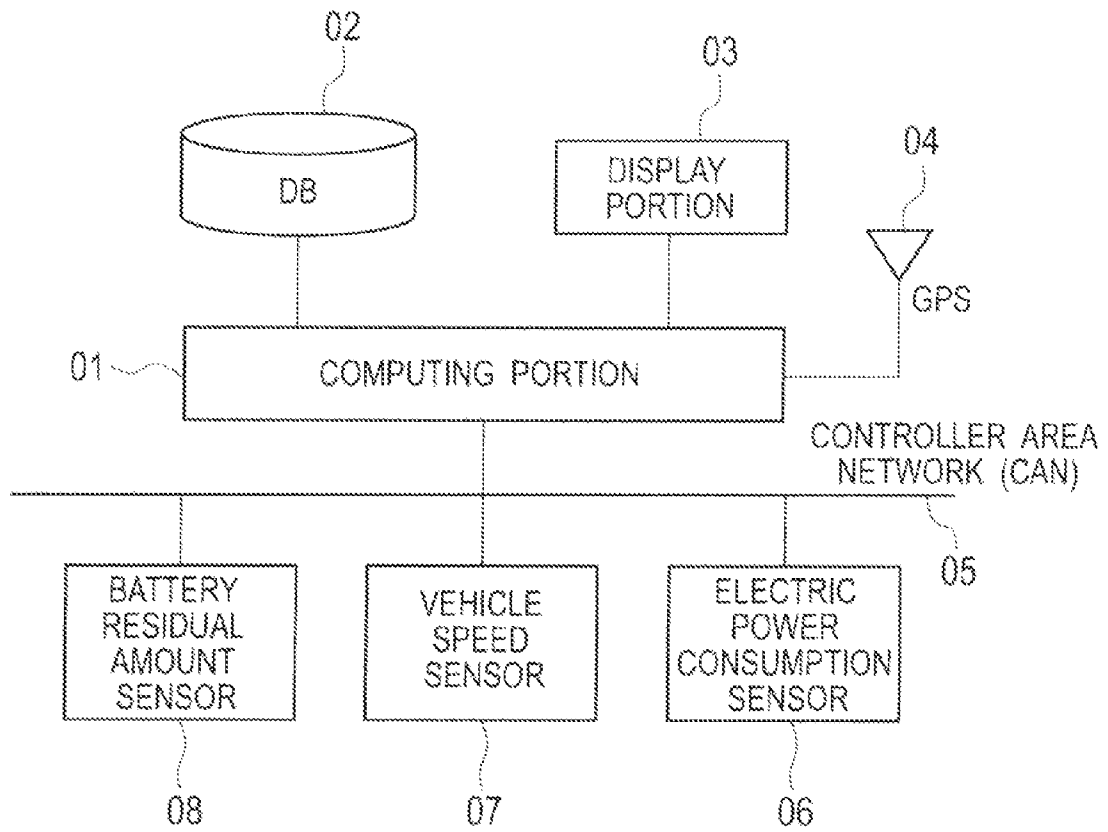 02
03
04
DB
DISPLAY
PORTION
GPS
01
COMPUTING PORTION
CONTROLLER AREA
NETWORK (CAN)
05
BATTERY
RESIDUAL
AMOUNT
SENSOR
VEHICLE
SPEED
SENSOR
ELECTRIC
POWER
CONSUMPTION
SENSOR
08
07
06